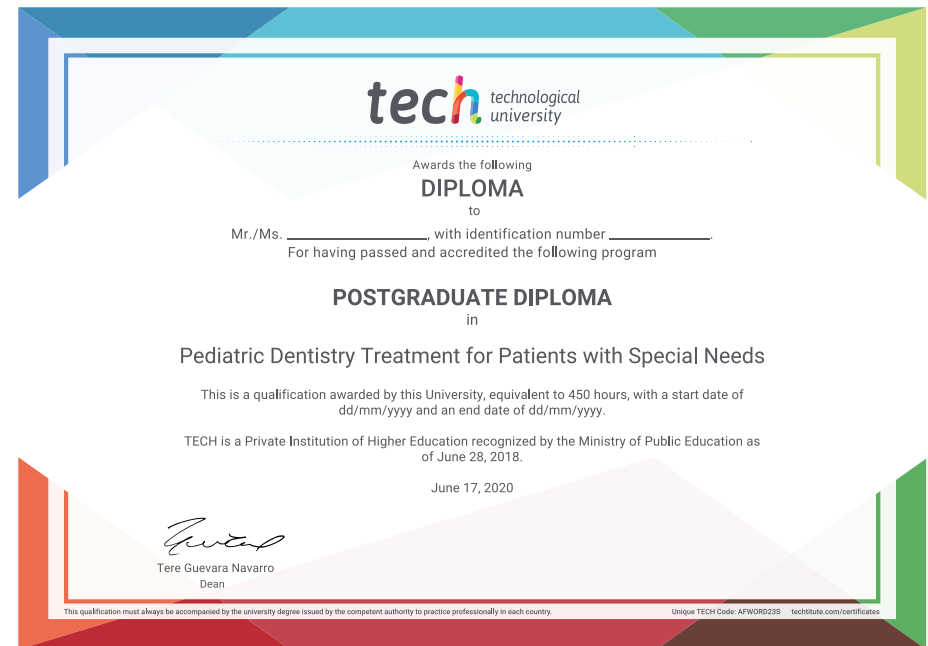 tech technological
university
Awards the following
DIPLOMA
to
Mr./Ms. ____________________, with identification number ______________.
For having passed and accredited the following program
POSTGRADUATE DIPLOMA
in
Pediatric Dentistry Treatment for Patients with Special Needs
This is a qualification awarded by this University, equivalent to 450 hours, with a start date of
dd/mm/yyyy and an end date of dd/mm/yyyy.
TECH is a Private Institution of Higher Education recognized by the Ministry of Public Education as
of June 28, 2018.
June 17, 2020
Tere Guevara Navarro
Dean
This qualification must always be accompanied by the university degree issued by the competent authority to practice professionally in each country.
Unique TECH Code: AFWORD23S techtitute.com/certificates